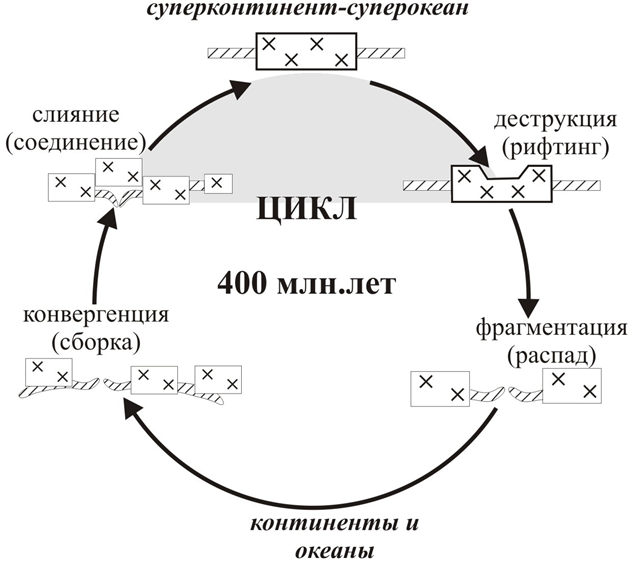 суперконтинент-суперокеан
слияние
(соединение)
деструкция
(рифтинг)
ЦИКЛ
400 млн.лет
конвергенция
(сборка)
фрагментация
(распад)
континенты и
океаны